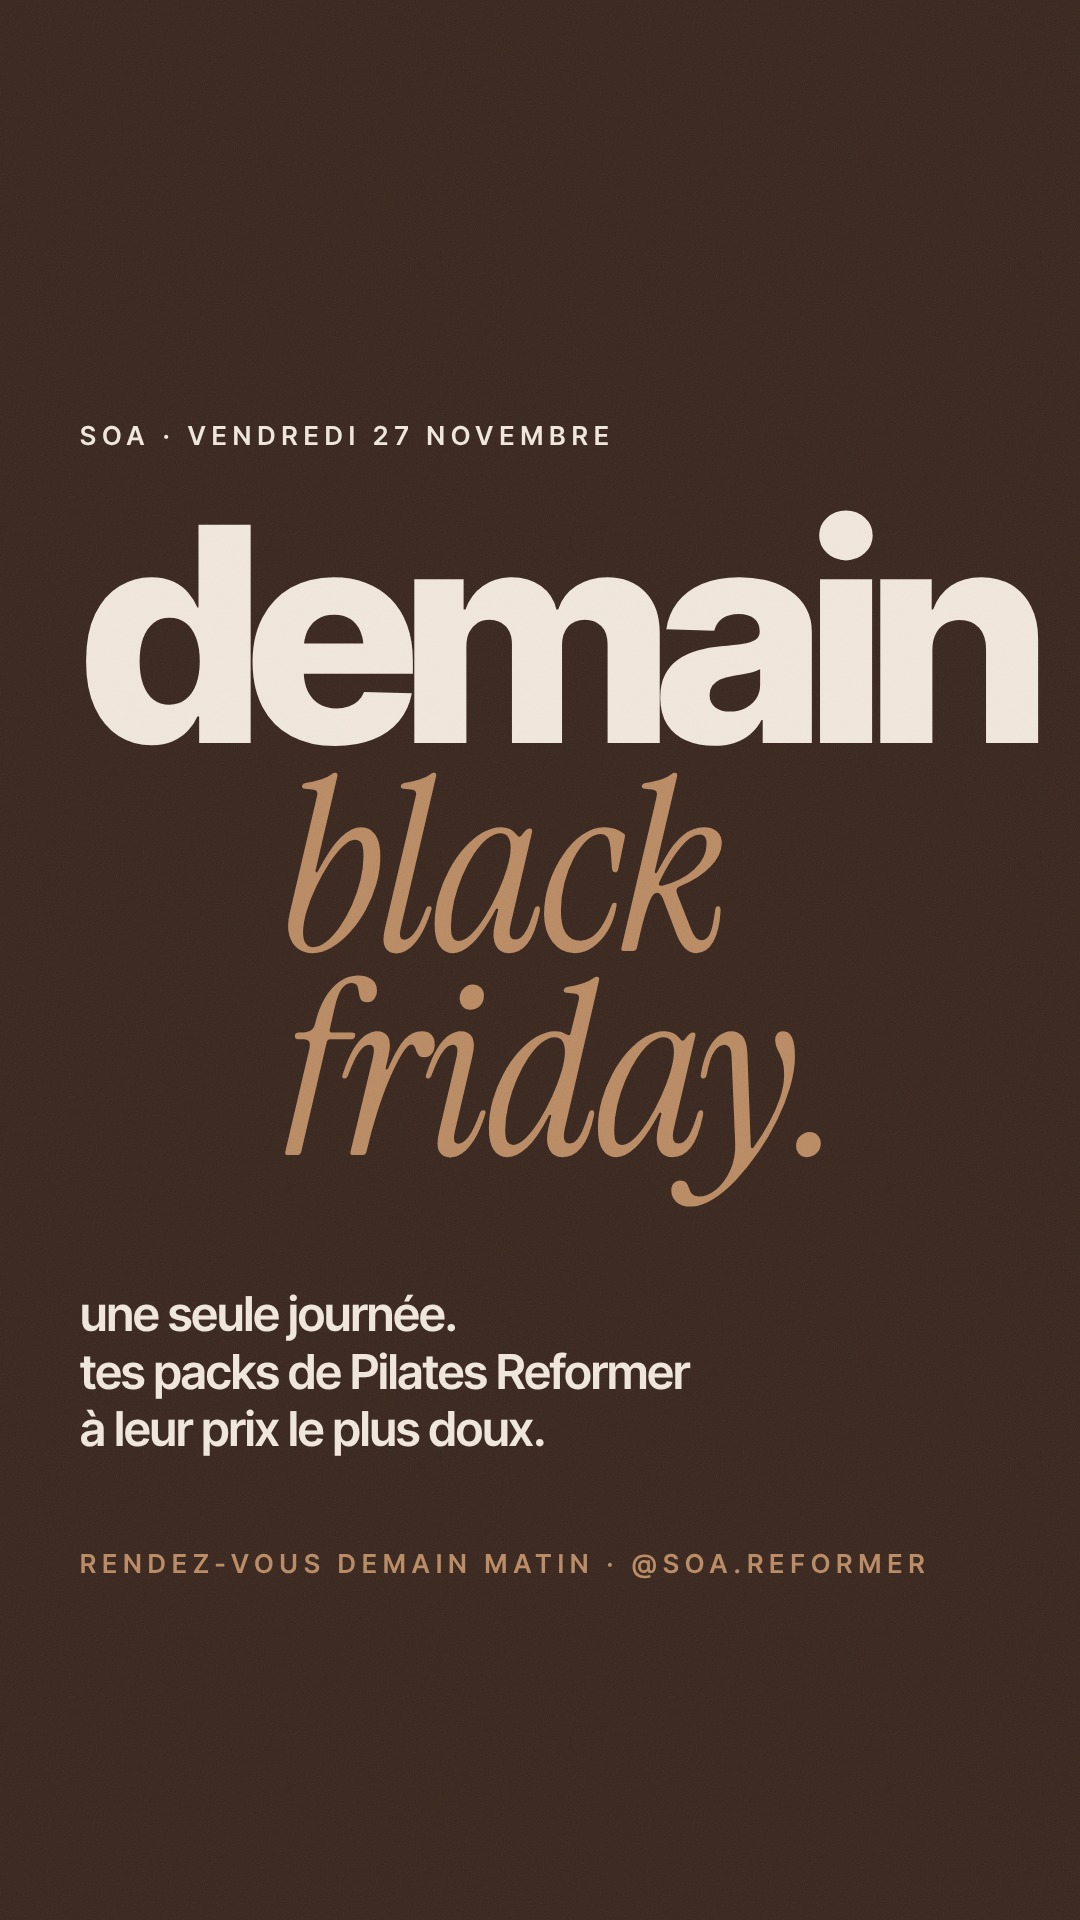 SOA · VENDREDI 27 NOVEMBRE
demain
black
friday.
une seule journée.
tes packs de Pilates Reformer
à leur prix le plus doux.
RENDEZ-VOUS DEMAIN MATIN · @SOA.REFORMER